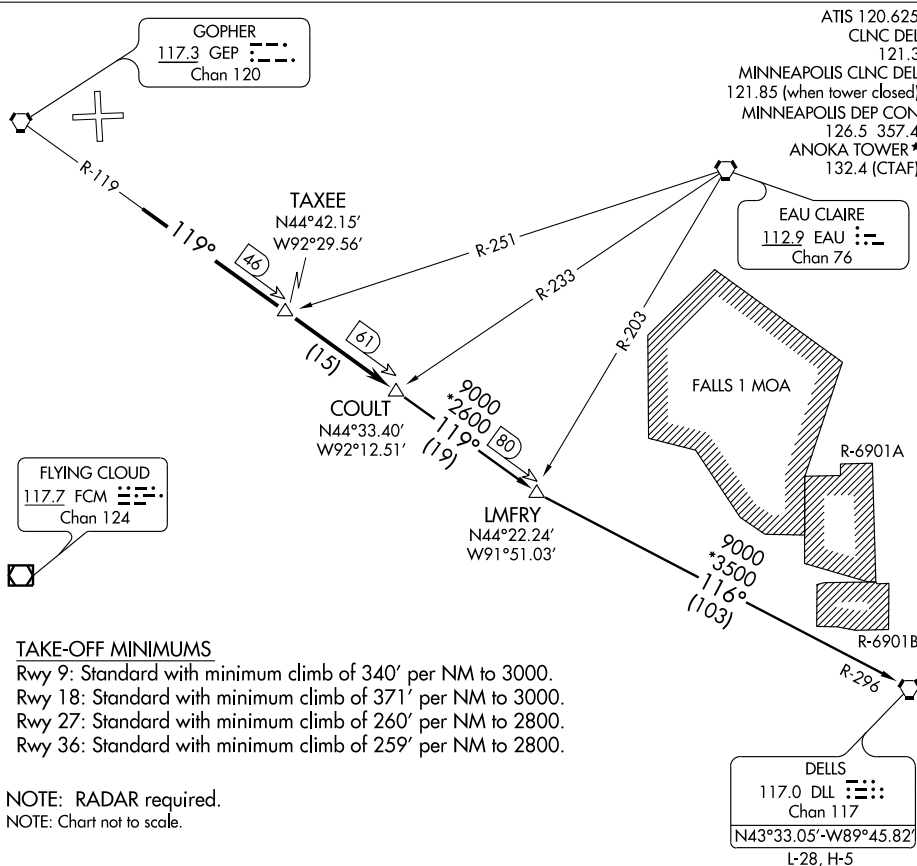 ATIS 120.625
CLNC DEL
121.3
MINNEAPOLIS CLNC DEL
121.85 (when tower closed)
MINNEAPOLIS DEP CON
126.5 357.4
ANOKA TOWER★
132.4 (CTAF)
GOPHER
117.3 GEP
Chan 120
R-119
119°
TAXEE
N44°42.15′
W92°29.56′
46
R-251
R-233
R-203
EAU CLAIRE
112.9 EAU
Chan 76
(15)
61
COULT
N44°33.40′
W92°12.51′
9000
*2600
119°
(19)
80
LMFRY
N44°22.24′
W91°51.03′
FALLS 1 MOA
R-6901A
R-6901B
FLYING CLOUD
117.7 FCM
Chan 124
9000
*3500
116°
(103)
R-296
TAKE-OFF MINIMUMS
Rwy 9: Standard with minimum climb of 340′ per NM to 3000.
Rwy 18: Standard with minimum climb of 371′ per NM to 3000.
Rwy 27: Standard with minimum climb of 260′ per NM to 2800.
Rwy 36: Standard with minimum climb of 259′ per NM to 2800.
NOTE: RADAR required.
NOTE: Chart not to scale.
DELLS
117.0 DLL
Chan 117
N43°33.05′-W89°45.82′
L-28, H-5